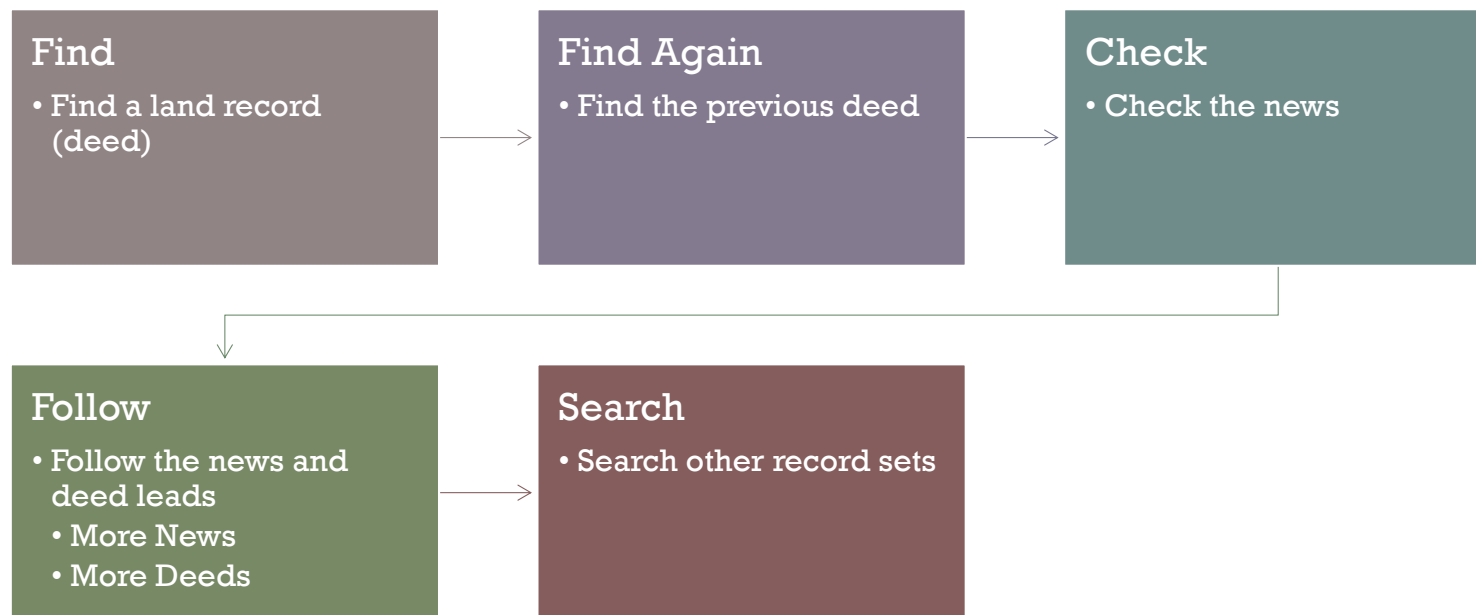 Find
• Find a land record
(deed)
Find Again
• Find the previous deed
Check
• Check the news
Follow
• Follow the news and
deed leads
• More News
• More Deeds
Search
• Search other record sets